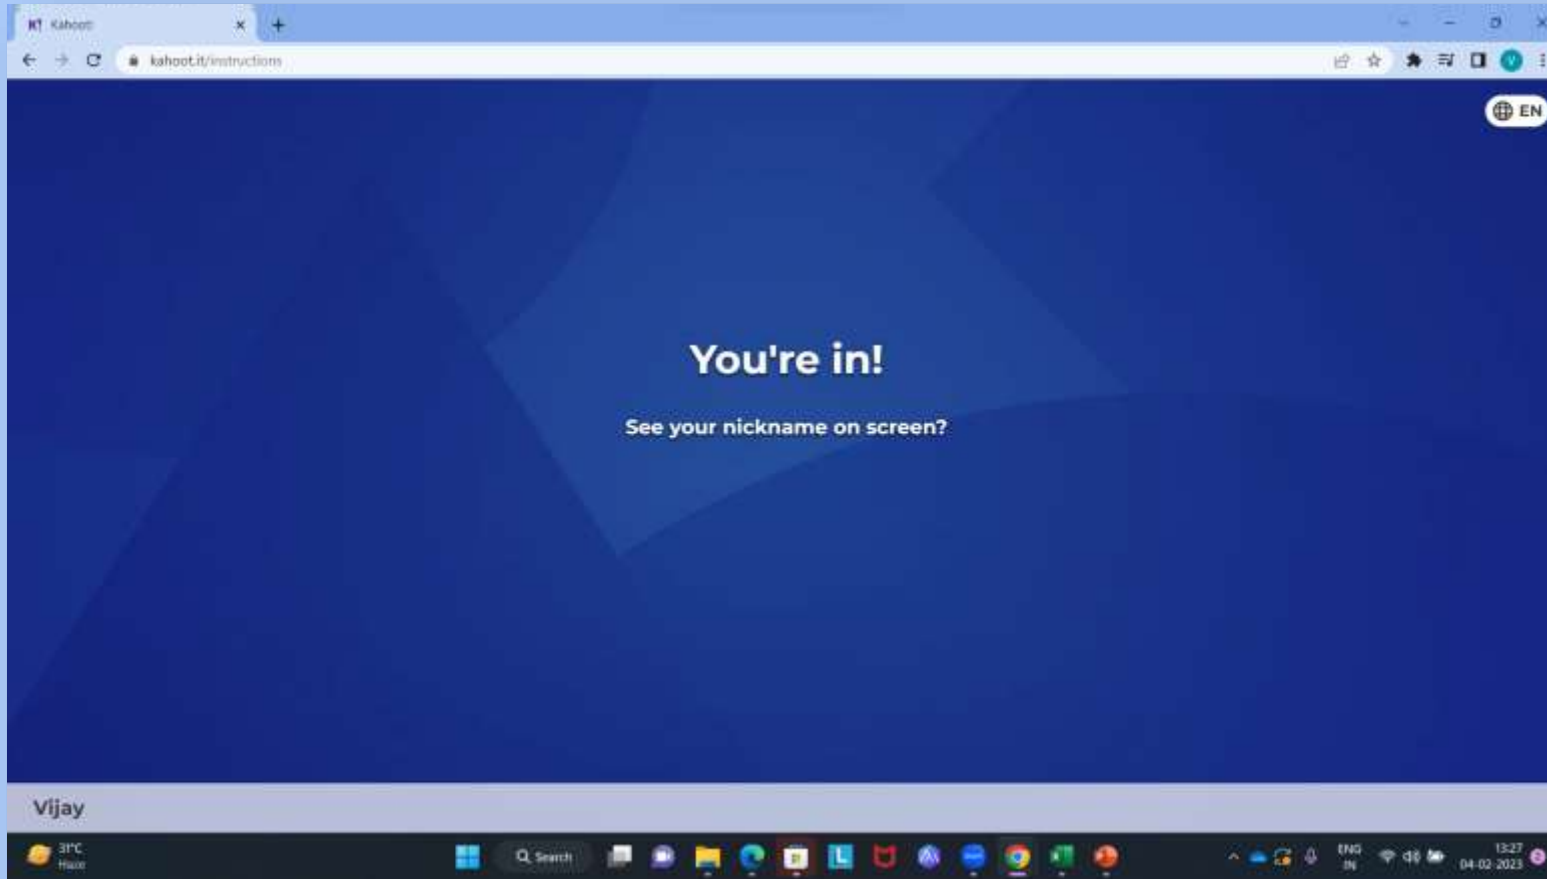 Kahoot!
kahoot.it/instructions
EN
You're in!
See your nickname on screen?
Vijay
31°C
Haze
Search
ENG
IN
13:27
04-02-2023